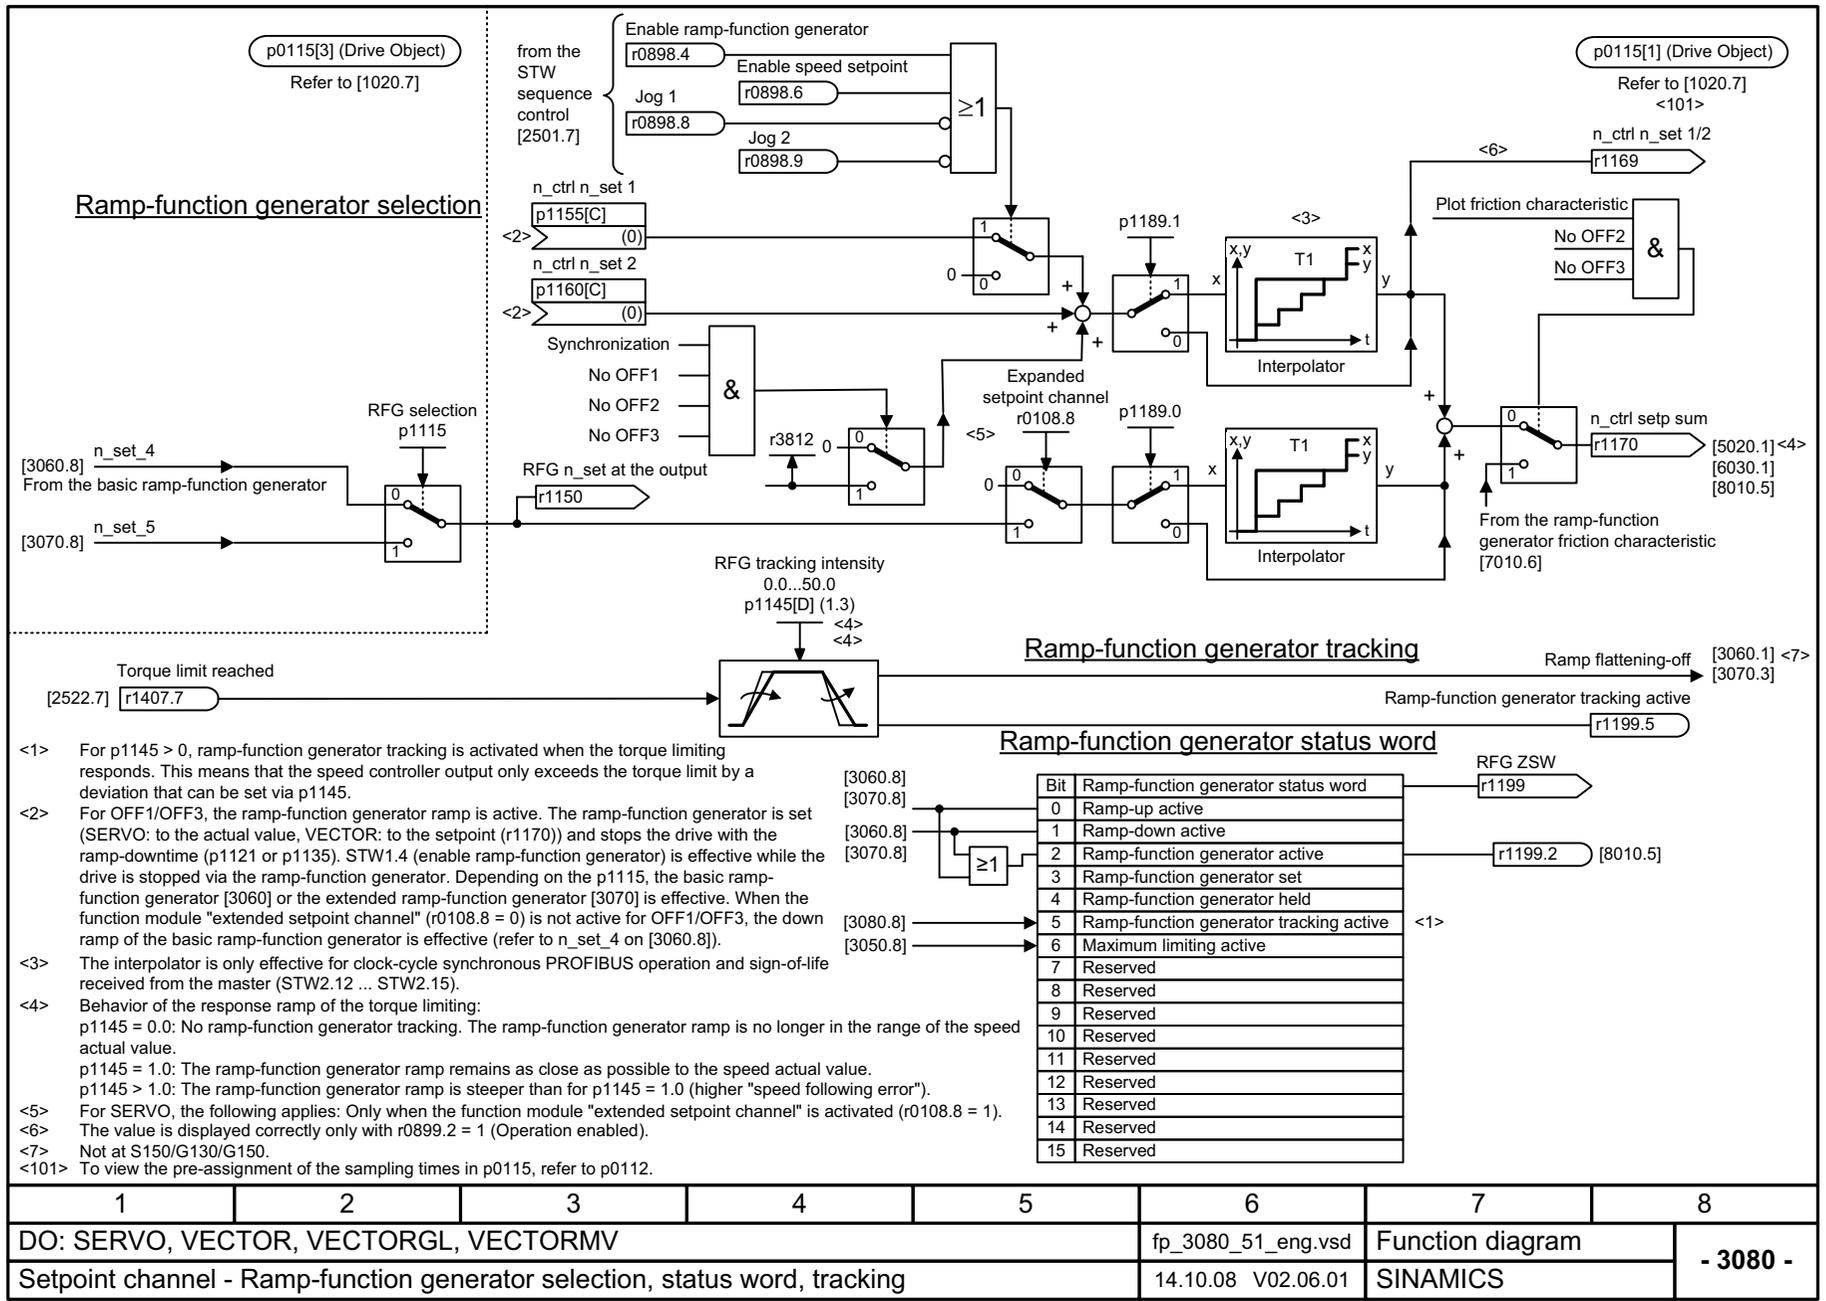 p0115[3] (Drive Object)
Refer to [1020.7]
from the
STW
sequence
control
[2501.7]
Enable ramp-function generator
r0898.4
Enable speed setpoint
r0898.6
Jog 1
r0898.8
Jog 2
r0898.9
≥1
p0115[1] (Drive Object)
Refer to [1020.7]
<101>
n_ctrl n_set 1/2
<6>
r1169
Ramp-function generator selection
n_ctrl n_set 1
p1155[C]
<2>
(0)
n_ctrl n_set 2
p1160[C]
<2>
(0)
1
0
0
+
+
+
p1189.1
1
0
<3>
x
x,y
T1
x
y
t
y
Interpolator
Plot friction characteristic
No OFF2
No OFF3
&
Synchronization
No OFF1
No OFF2
No OFF3
&
r3812
0
0
1
Expanded
setpoint channel
r0108.8
<5>
0
0
1
p1189.0
1
0
x
x,y
T1
x
y
t
y
Interpolator
+
+
0
1
n_ctrl setp sum
r1170
[5020.1]<4>
[6030.1]
[8010.5]
From the ramp-function
generator friction characteristic
[7010.6]
RFG selection
p1115
n_set_4
[3060.8]
From the basic ramp-function generator
n_set_5
[3070.8]
0
1
RFG n_set at the output
r1150
RFG tracking intensity
0.0...50.0
p1145[D] (1.3)
<4>
<4>
Ramp-function generator tracking
Torque limit reached
[2522.7]
r1407.7
Ramp flattening-off
[3060.1] <7>
[3070.3]
Ramp-function generator tracking active
r1199.5
<1> For p1145 > 0, ramp-function generator tracking is activated when the torque limiting
responds. This means that the speed controller output only exceeds the torque limit by a
deviation that can be set via p1145.
<2> For OFF1/OFF3, the ramp-function generator ramp is active. The ramp-function generator is set
(SERVO: to the actual value, VECTOR: to the setpoint (r1170)) and stops the drive with the
ramp-downtime (p1121 or p1135). STW1.4 (enable ramp-function generator) is effective while the
drive is stopped via the ramp-function generator. Depending on the p1115, the basic ramp-
function generator [3060] or the extended ramp-function generator [3070] is effective. When the
function module "extended setpoint channel" (r0108.8 = 0) is not active for OFF1/OFF3, the down
ramp of the basic ramp-function generator is effective (refer to n_set_4 on [3060.8]).
<3> The interpolator is only effective for clock-cycle synchronous PROFIBUS operation and sign-of-life
received from the master (STW2.12 ... STW2.15).
<4> Behavior of the response ramp of the torque limiting:
p1145 = 0.0: No ramp-function generator tracking. The ramp-function generator ramp is no longer in the range of the speed
actual value.
p1145 = 1.0: The ramp-function generator ramp remains as close as possible to the speed actual value.
p1145 > 1.0: The ramp-function generator ramp is steeper than for p1145 = 1.0 (higher "speed following error").
<5> For SERVO, the following applies: Only when the function module "extended setpoint channel" is activated (r0108.8 = 1).
<6> The value is displayed correctly only with r0899.2 = 1 (Operation enabled).
<7> Not at S150/G130/G150.
<101> To view the pre-assignment of the sampling times in p0115, refer to p0112.
Ramp-function generator status word
[3060.8]
[3070.8]
[3060.8]
[3070.8]
≥1
[3080.8]
[3050.8]
Bit Ramp-function generator status word
0 Ramp-up active
1 Ramp-down active
2 Ramp-function generator active
3 Ramp-function generator set
4 Ramp-function generator held
5 Ramp-function generator tracking active
6 Maximum limiting active
7 Reserved
8 Reserved
9 Reserved
10 Reserved
11 Reserved
12 Reserved
13 Reserved
14 Reserved
15 Reserved
RFG ZSW
r1199
r1199.2
[8010.5]
<1>
1 2 3 4 5 6 7 8
DO: SERVO, VECTOR, VECTORGL, VECTORMV
fp_3080_51_eng.vsd
Function diagram
- 3080 -
Setpoint channel - Ramp-function generator selection, status word, tracking
14.10.08 V02.06.01
SINAMICS